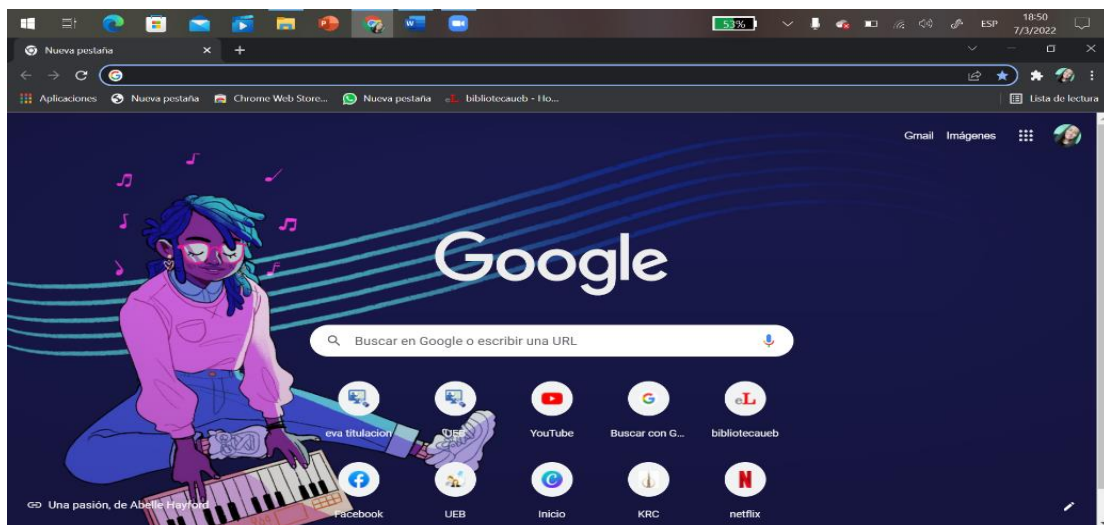 53%
ESP
18:50
7/3/2022
Nueva pestaña
Aplicaciones
Nueva pestaña
Chrome Web Store...
Nueva pestaña
eL bibliotecaueb - Ho...
Lista de lectura
Gmail
Imágenes
Google
Buscar en Google o escribir una URL
eva titulacion
UEB
YouTube
Buscar con G...
bibliotecaueb
Facebook
UEB
Inicio
KRC
netflix
Una pasión, de Abelle Hayford